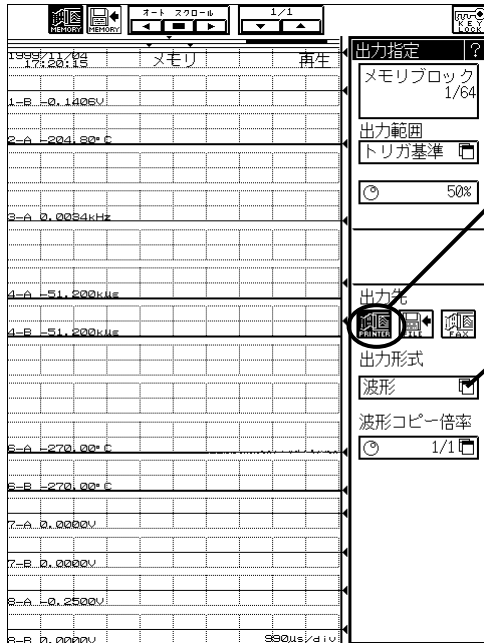 MEMORY
MEMORY
オート スクロール
1/1
KEY
LOCK
1999/11/04
17:20:15
メモリ
再生
1-B -0.1406V
2-A -204.80°C
3-A 0.0034kHz
4-A -51.200kμε
4-B -51.200kμε
6-A -270.00°C
6-B -270.00°C
7-A 0.0000V
7-B 0.0000V
8-A -0.2500V
8-B 0.0000V
990μs/div
出力指定
?
メモリブロック
1/64
出力範囲
トリガ基準
50%
出力先
PRINTER
FILE
FAX
出力形式
波形
波形コピー倍率
1/1